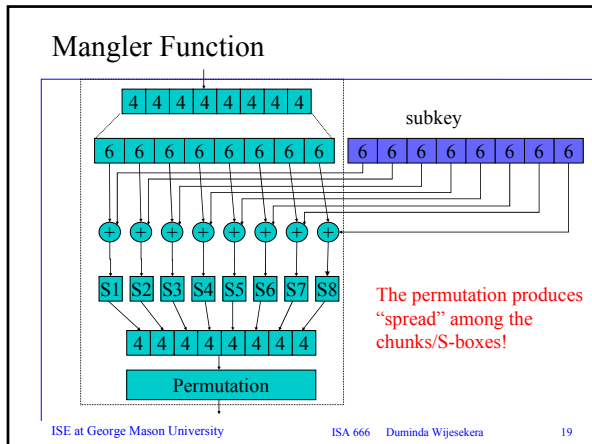 Mangler Function
4 4 4 4 4 4 4 4
subkey
6 6 6 6 6 6 6 6
6 6 6 6 6 6 6 6
+ + + + + + + +
S1 S2 S3 S4 S5 S6 S7 S8
The permutation produces
“spread” among the
chunks/S-boxes!
4 4 4 4 4 4 4 4
Permutation
ISE at George Mason University
ISA 666 Duminda Wijesekera
19